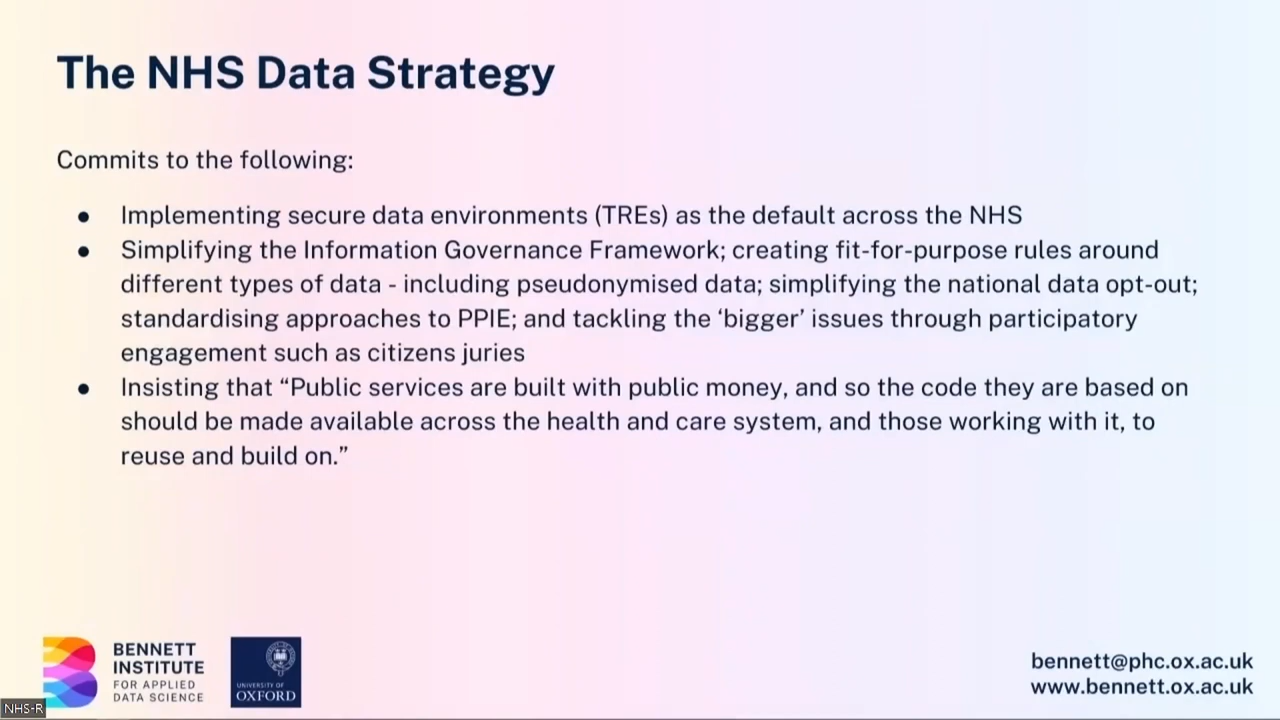 The NHS Data Strategy
Commits to the following:
● Implementing secure data environments (TREs) as the default across the NHS
● Simplifying the Information Governance Framework; creating fit-for-purpose rules around
different types of data - including pseudonymised data; simplifying the national data opt-out;
standardising approaches to PPIE; and tackling the ‘bigger’ issues through participatory
engagement such as citizens juries
● Insisting that “Public services are built with public money, and so the code they are based on
should be made available across the health and care system, and those working with it, to
reuse and build on.”
BENNETT
INSTITUTE
FOR APPLIED
DATA SCIENCE
UNIVERSITY OF
OXFORD
bennett@phc.ox.ac.uk
www.bennett.ox.ac.uk
NHS-R